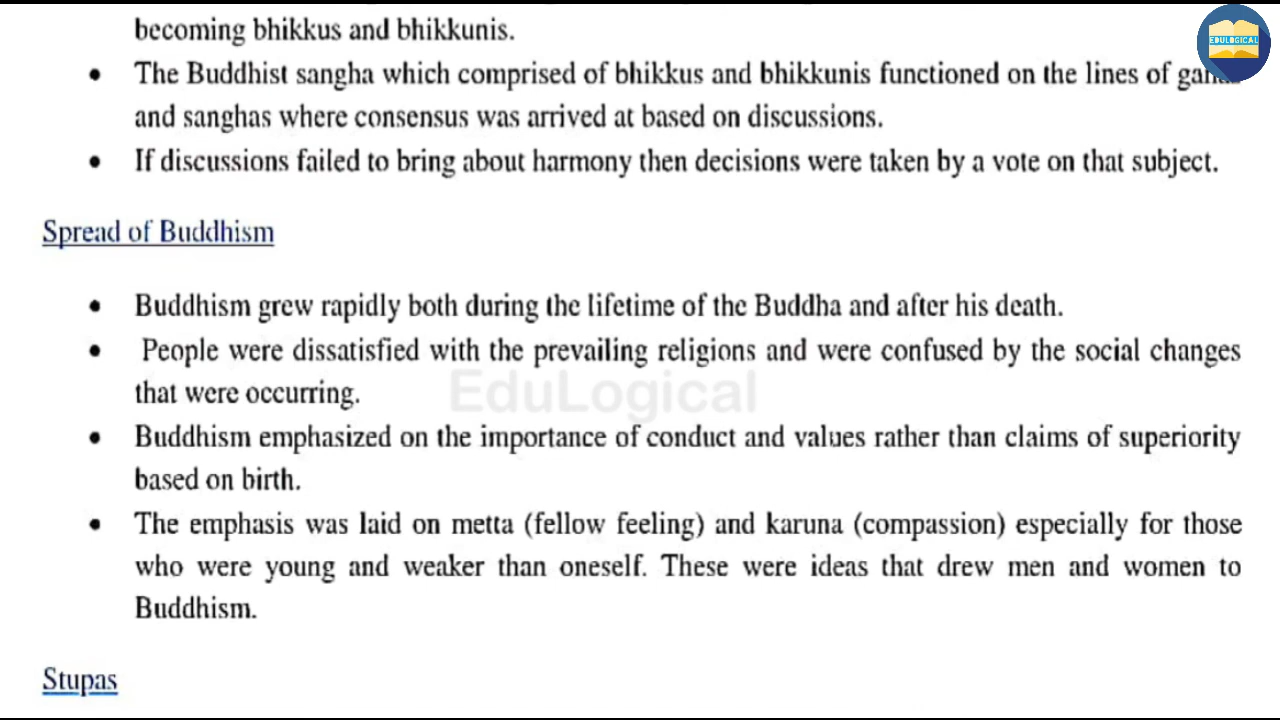 becoming bhikkus and bhikkunis.
EDULOGICAL
• The Buddhist sangha which comprised of bhikkus and bhikkunis functioned on the lines of
and sanghas where consensus was arrived at based on discussions.
• If discussions failed to bring about harmony then decisions were taken by a vote on that subject.
Spread of Buddhism
• Buddhism grew rapidly both during the lifetime of the Buddha and after his death.
• People were dissatisfied with the prevailing religions and were confused by the social changes
that were occurring.
EduLogical
• Buddhism emphasized on the importance of conduct and values rather than claims of superiority
based on birth.
• The emphasis was laid on metta (fellow feeling) and karuna (compassion) especially for those
who were young and weaker than oneself. These were ideas that drew men and women to
Buddhism.
Stupas